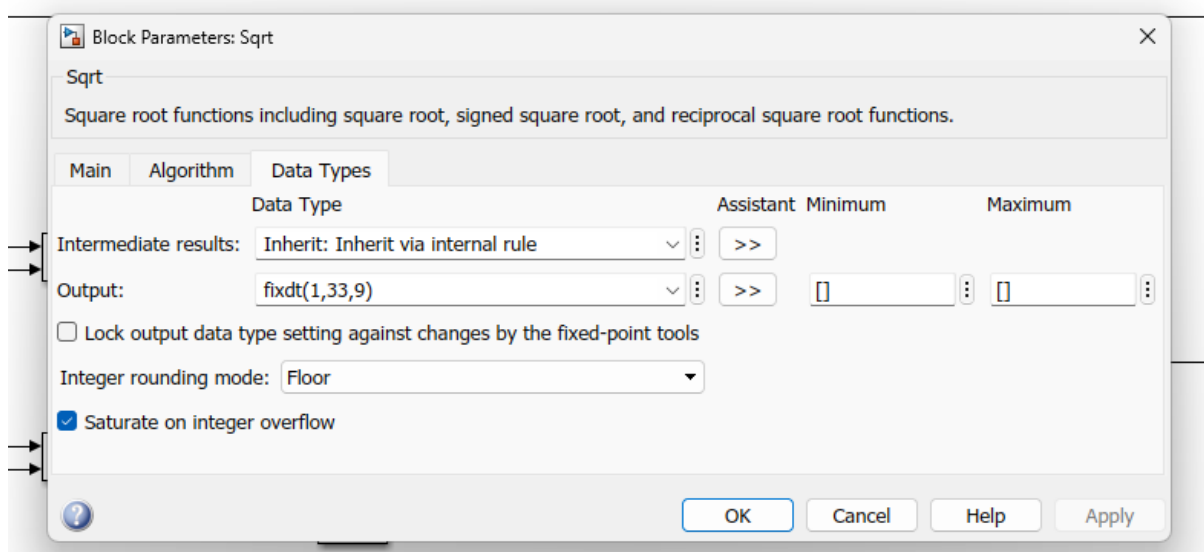 Block Parameters: Sqrt
Sqrt
Square root functions including square root, signed square root, and reciprocal square root functions.
Main Algorithm Data Types
Data Type Assistant Minimum Maximum
Intermediate results: Inherit: Inherit via internal rule >>
Output: fixdt(1,33,9) >> [] []
Lock output data type setting against changes by the fixed-point tools
Integer rounding mode: Floor
Saturate on integer overflow
OK Cancel Help Apply